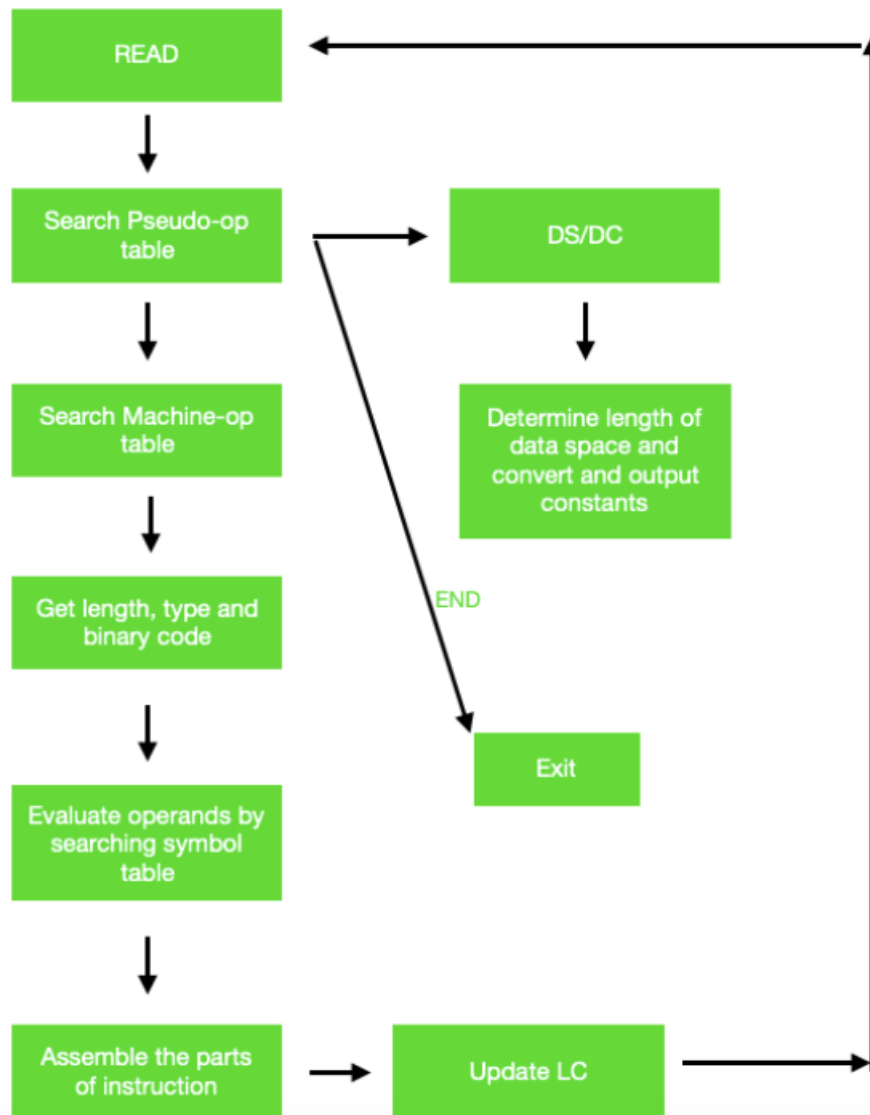 READ
Search Pseudo-op
table
DS/DC
Search Machine-op
table
Determine length of
data space and
convert and output
constants
Get length, type and
binary code
END
Exit
Evaluate operands by
searching symbol
table
Assemble the parts
of instruction
Update LC